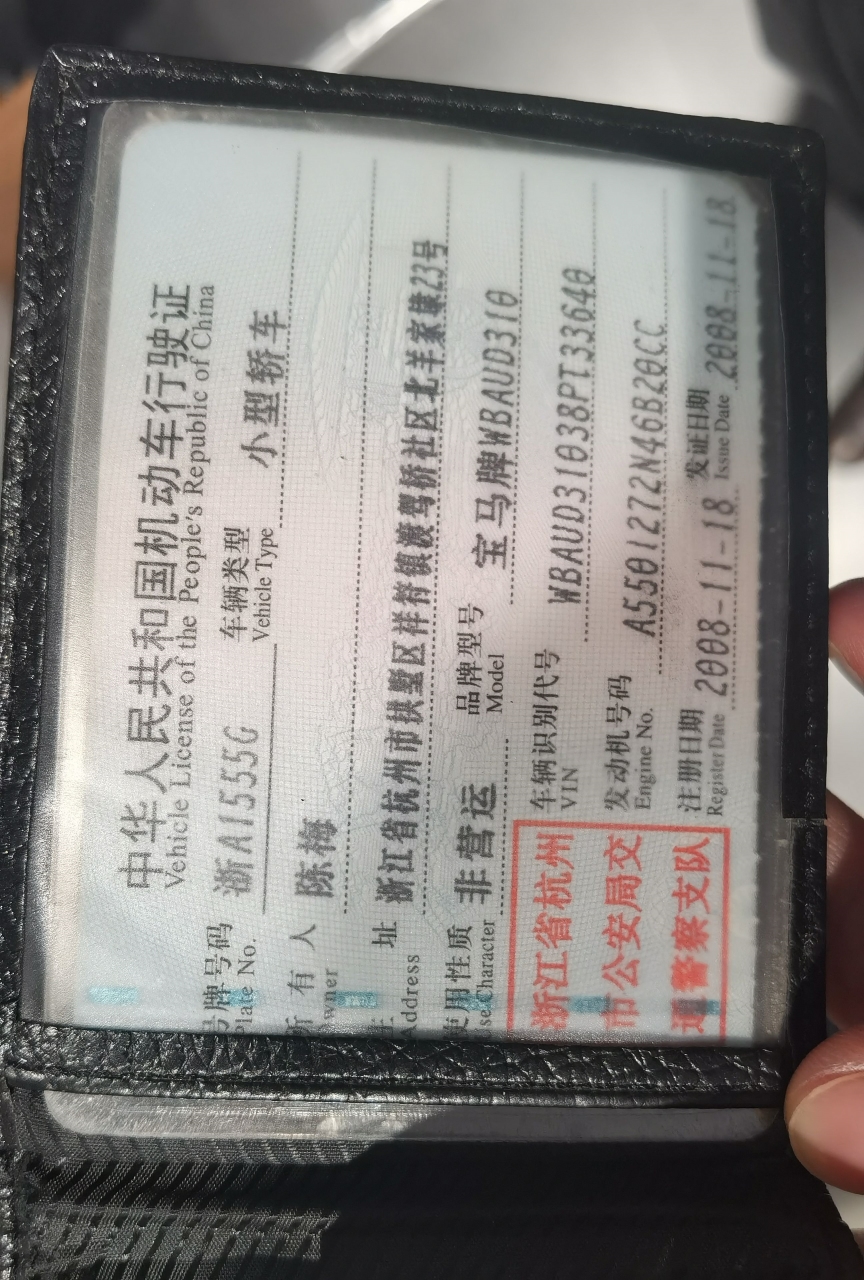 中华人民共和国机动车行驶证
Vehicle License of the People's Republic of China
号牌号码 浙A1555G 车辆类型 小型轿车
Plate No. Vehicle Type
所有人 陈梅
Owner
住址 浙江省杭州市拱墅区祥符镇渡驾桥社区北羊家埭23号
Address
使用性质 非营运 品牌型号 宝马牌WBAUD310
Use Character Model
车辆识别代号 WBAUD31038PT33640
VIN
发动机号码 A5501272N46B20CC
Engine No.
注册日期 2008-11-18 发证日期 2008-11-18
Register Date Issue Date
浙江省杭州
市公安局交
通警察支队